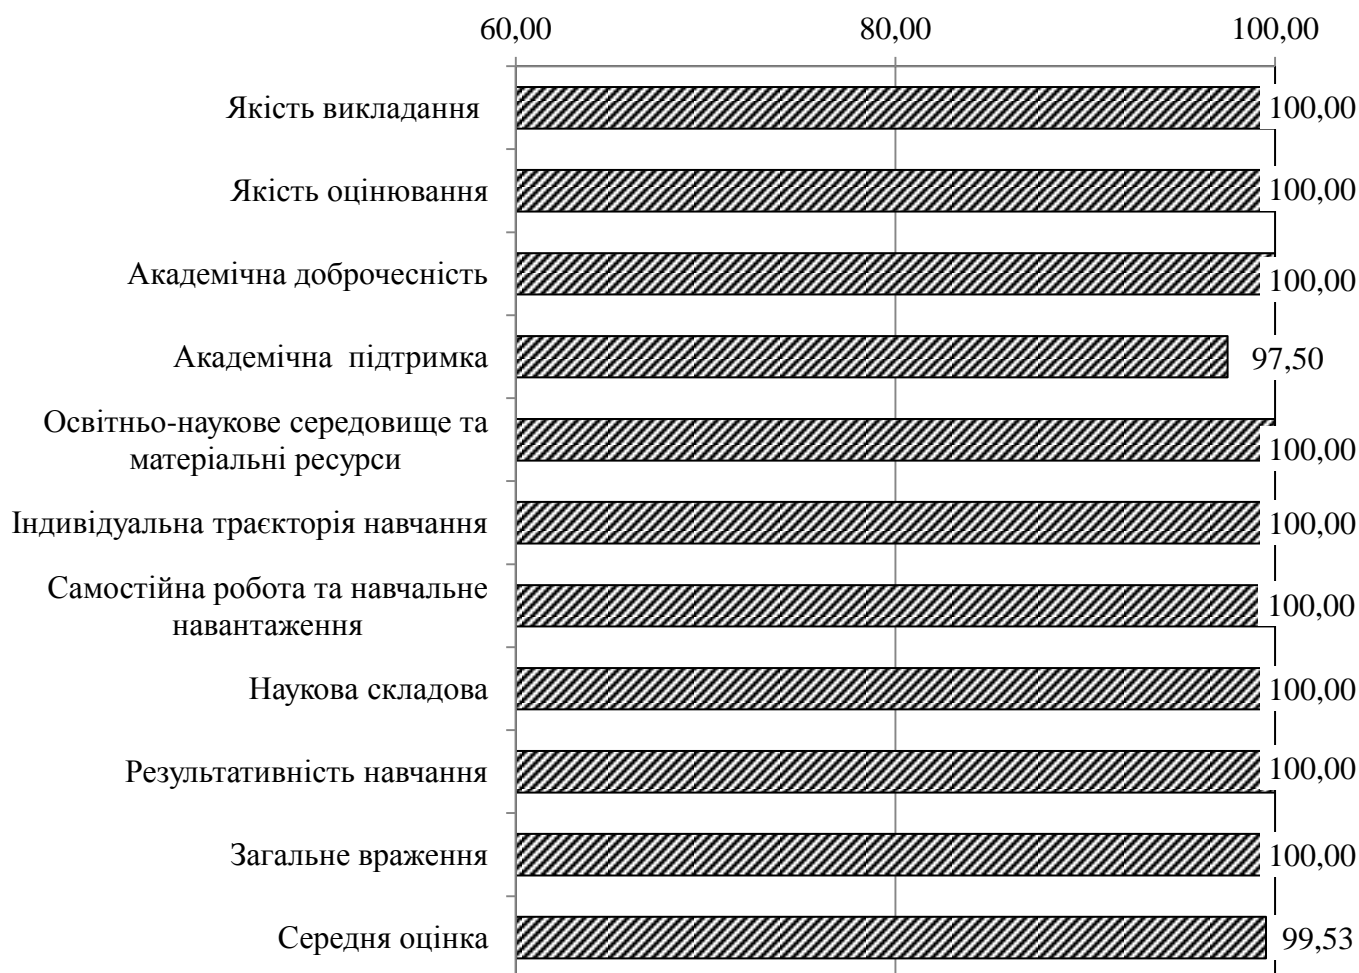 60,00 80,00 100,00
Якість викладання 100,00
Якість оцінювання 100,00
Академічна доброчесність 100,00
Академічна підтримка 97,50
Освітньо-наукове середовище та
матеріальні ресурси 100,00
Індивідуальна траєкторія навчання 100,00
Самостійна робота та навчальне
навантаження 100,00
Наукова складова 100,00
Результативність навчання 100,00
Загальне враження 100,00
Середня оцінка 99,53